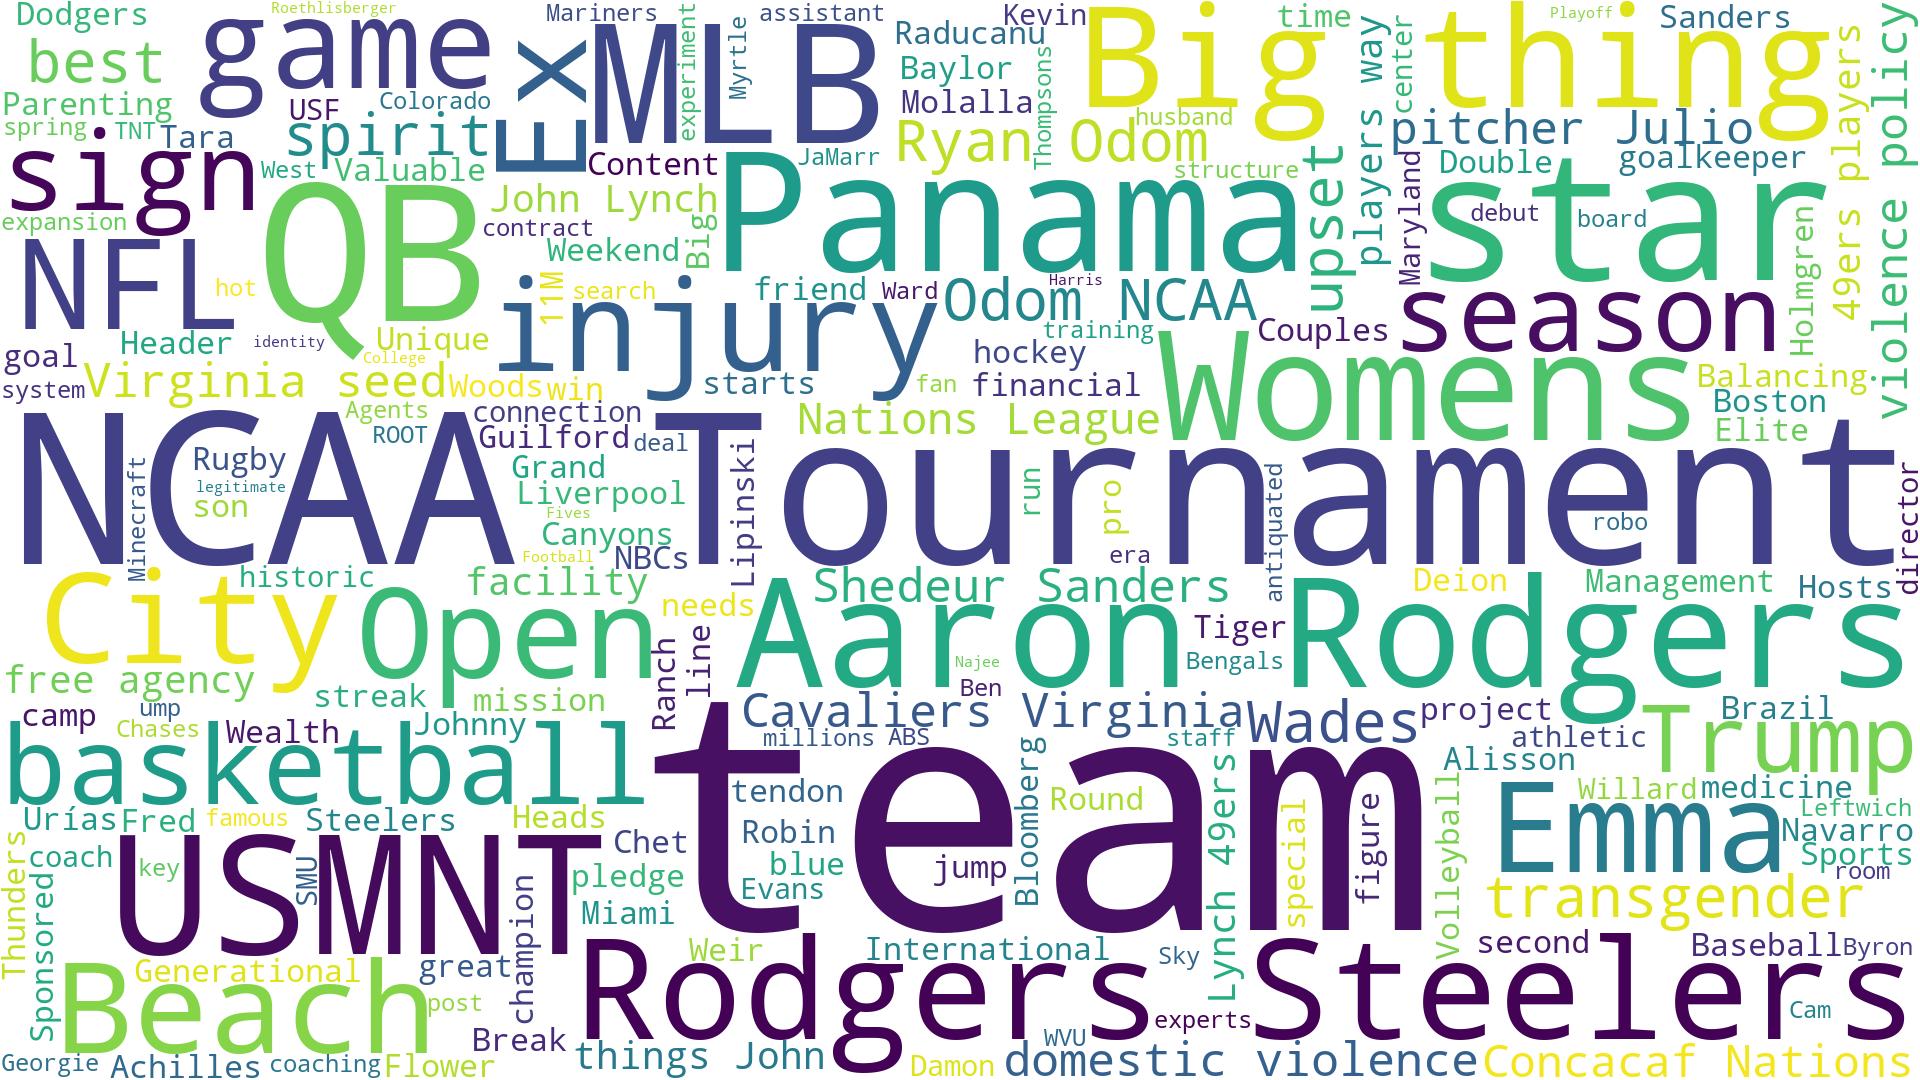 Dodgers
Roethlisberger
game
Ex
Mariners
experiment
Myrtle
assistant
MLB
Raducanu
Kevin
Big
time
players way
center
thing
Playoff
Sanders
49ers players
violence policy
best
Parenting
USF
Colorado
Baylor
Molalla
Thompsons
husband
spring
TNT
Tara
spirit
Ryan Odom
pitcher Julio
sign
West
Valuable
Content
JaMarr
structure
upset
Maryland
Double
goalkeeper
expansion
QB
John Lynch
contract
Big
Panama
star
debut
board
Holmgren
NFL
hot
Weekend
injury
11M
search
friend
Ward
Harris
Odom NCAA
season
Header
identity
Unique
College
training
Couples
goal
system
Virginia seed
Woods
win
starts
hockey
fan
financial
Womens
Balancing
Boston
Elite
NCAA Tournament
Agents
ROOT
connection
Guilford
deal
Nations League
Minecraft
Rugby
legitimate
son
Grand
Liverpool
Fives
Canyons
Football
NBCs
Lipinski
run
pro
era
antiquated
robo
director
City
historic
Open
facility
needs
Aaron Rodgers
Shedeur Sanders
Deion
Management
Hosts
free agency
streak
mission
Ranch
line
Najee
Ben
Tiger
Bengals
camp
ump
Chases
Wealth
Johnny
Cavaliers Virginia
millions
ABS
staff
Wades
project
athletic
Brazil
Trump
basketball
team
tendon
Bloomberg
Round
Lynch 49ers
special
figure
Alisson
Volleyball
Willard
medicine
Leftwich
Urías
Fred
famous
Steelers
Heads
Chet
Robin
Emma
Navarro
Sports
room
Thunders
coach
Sponsored
key
USMNT
SMU
champion
pledge
Miami
blue
Evans
jump
transgender
Beach
Generational
great
post
Break
Rodgers Steelers
Weir
International
Sky
second
Baseball
Byron
experts
Cam
Georgie
Achilles
coaching
Flower
things John
Damon
WVU
domestic violence
Concacaf Nations